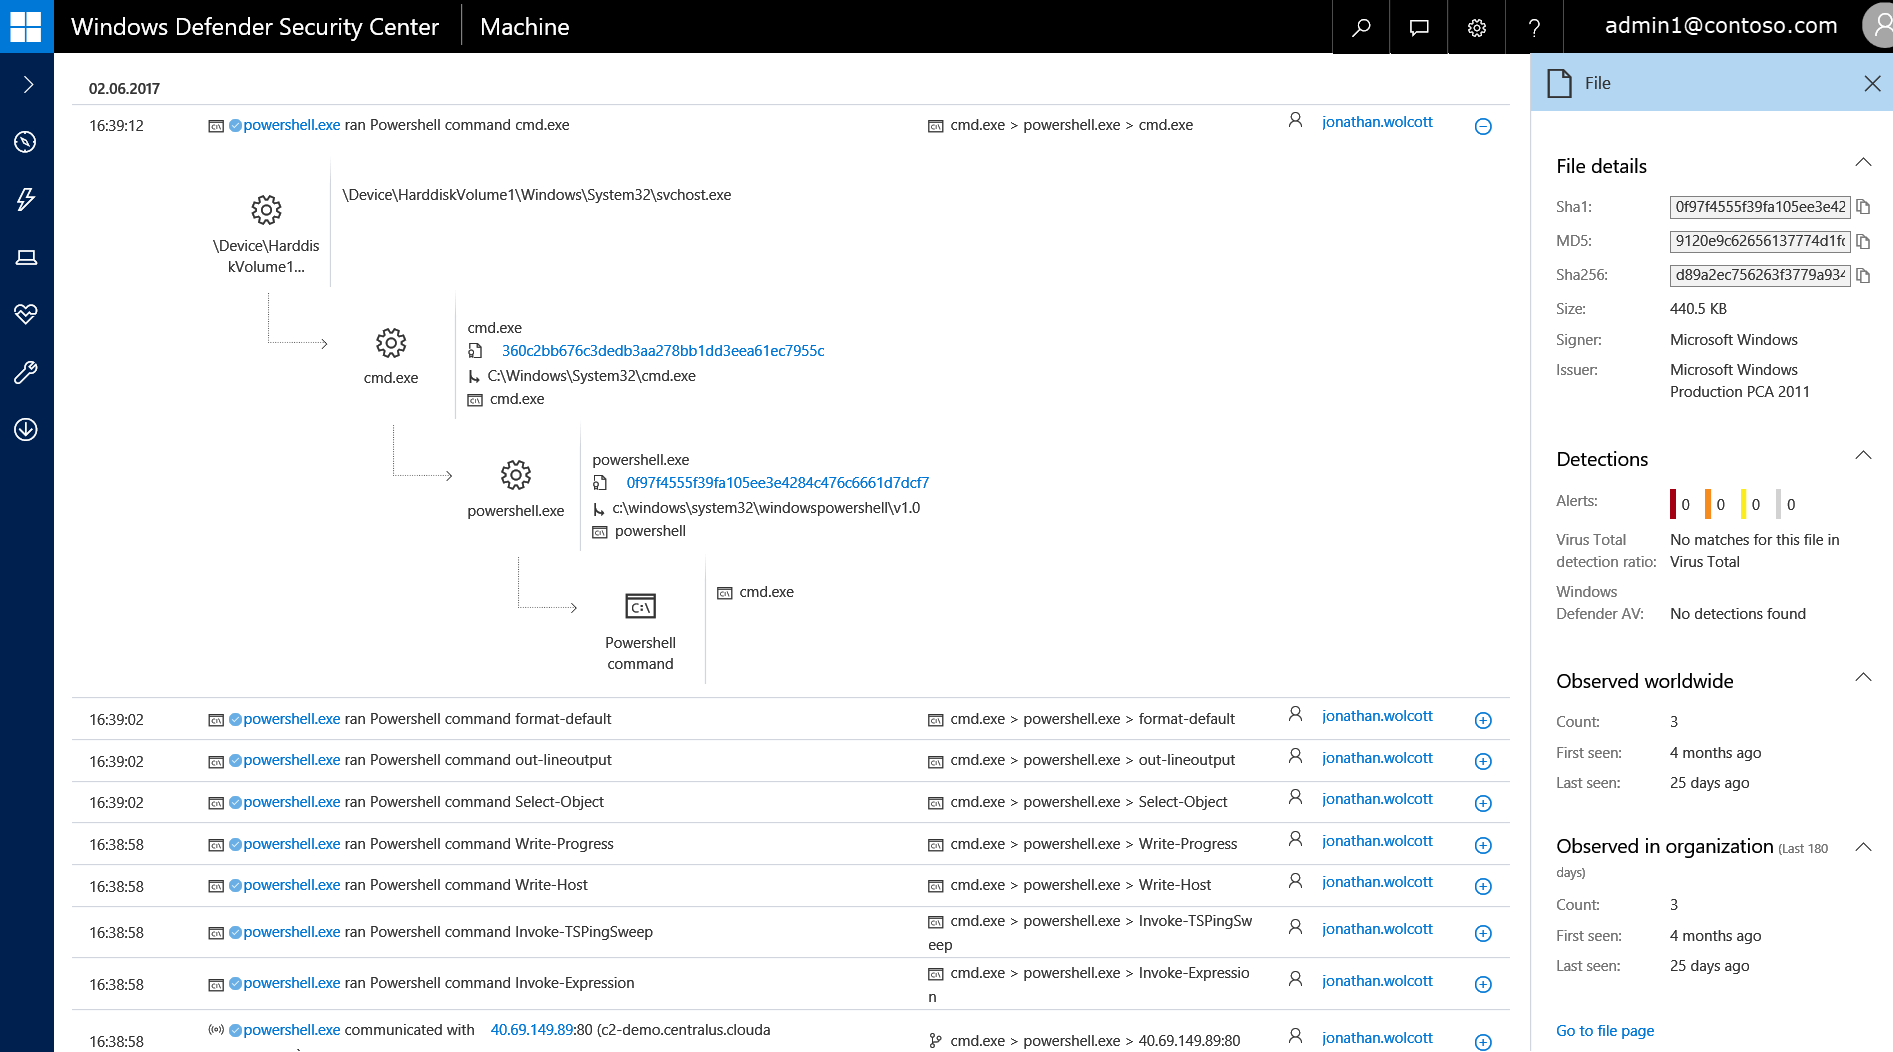 Windows Defender Security Center
Machine
admin1@contoso.com
02.06.2017
16:39:12 powershell.exe ran Powershell command cmd.exe cmd.exe > powershell.exe > cmd.exe jonathan.wolcott
\Device\HarddiskVolume1\Windows\System32\svchost.exe
\Device\Harddis
kVolume1...
cmd.exe
cmd.exe
360c2bb676c3dedb3aa278bb1dd3eea61ec7955c
C:\Windows\System32\cmd.exe
cmd.exe
powershell.exe
powershell.exe
0f97f4555f39fa105ee3e4284c476c6661d7dcf7
c:\windows\system32\windowspowershell\v1.0
powershell
Powershell
command
cmd.exe
16:39:02 powershell.exe ran Powershell command format-default cmd.exe > powershell.exe > format-default jonathan.wolcott
16:39:02 powershell.exe ran Powershell command out-lineoutput cmd.exe > powershell.exe > out-lineoutput jonathan.wolcott
16:39:02 powershell.exe ran Powershell command Select-Object cmd.exe > powershell.exe > Select-Object jonathan.wolcott
16:38:58 powershell.exe ran Powershell command Write-Progress cmd.exe > powershell.exe > Write-Progress jonathan.wolcott
16:38:58 powershell.exe ran Powershell command Write-Host cmd.exe > powershell.exe > Write-Host jonathan.wolcott
16:38:58 powershell.exe ran Powershell command Invoke-TSPingSweep cmd.exe > powershell.exe > Invoke-TSPingSw
eep jonathan.wolcott
16:38:58 powershell.exe ran Powershell command Invoke-Expression cmd.exe > powershell.exe > Invoke-Expressio
n jonathan.wolcott
16:38:58 powershell.exe communicated with 40.69.149.89:80 (c2-demo.centralus.clouda cmd.exe > powershell.exe > 40.69.149.89:80 jonathan.wolcott
File
File details
Sha1: 0f97f4555f39fa105ee3e42
MD5: 9120e9c62656137774d1f
Sha256: d89a2ec756263f3779a934
Size: 440.5 KB
Signer: Microsoft Windows
Issuer: Microsoft Windows
Production PCA 2011
Detections
Alerts: 0 0 0 0
Virus Total
detection ratio: No matches for this file in
Virus Total
Windows
Defender AV: No detections found
Observed worldwide
Count: 3
First seen: 4 months ago
Last seen: 25 days ago
Observed in organization (Last 180
days)
Count: 3
First seen: 4 months ago
Last seen: 25 days ago
Go to file page